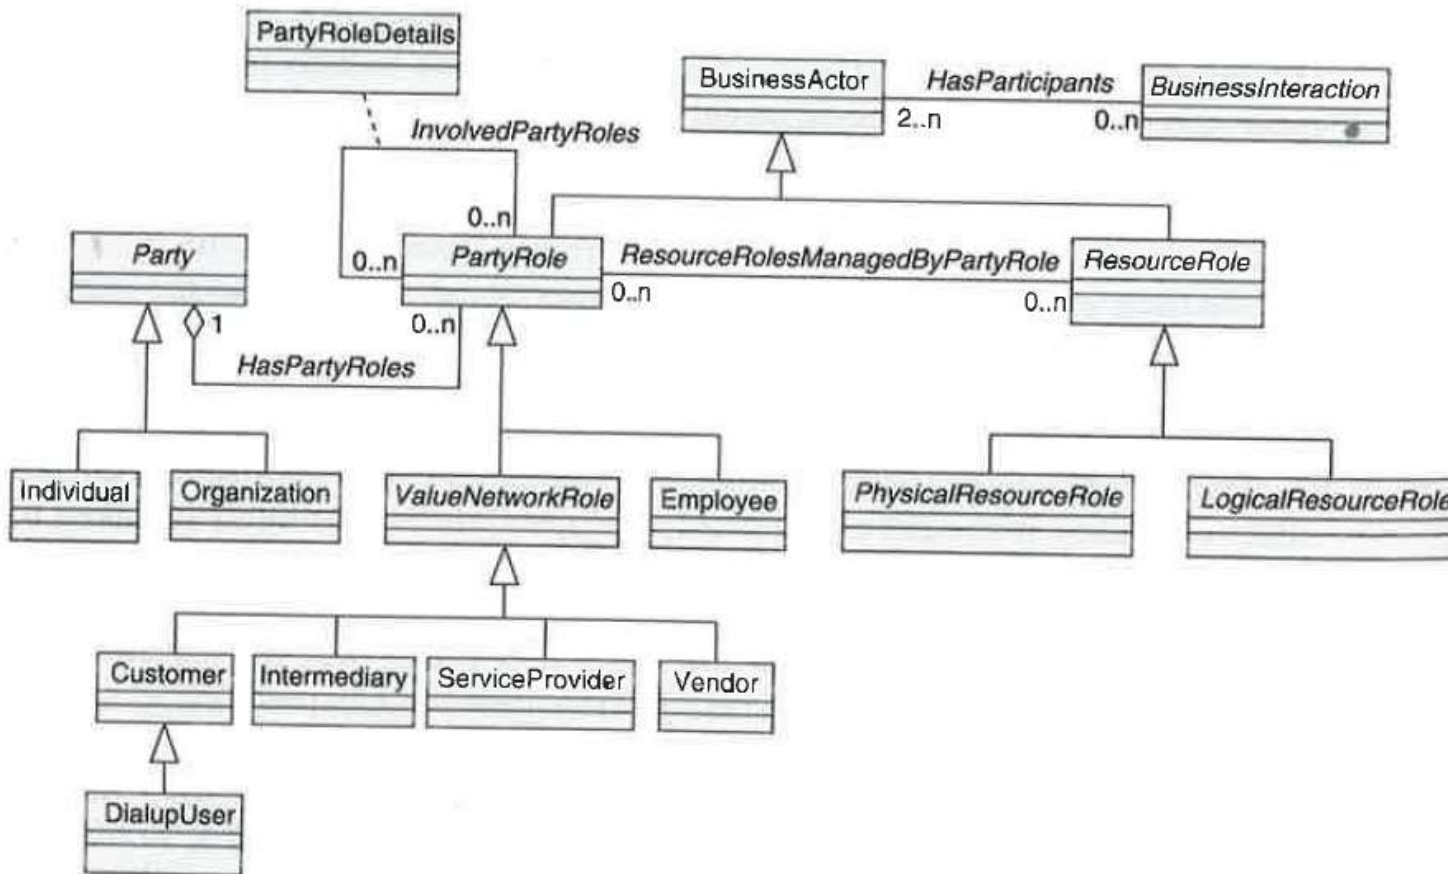 PartyRoleDetails
BusinessActor
HasParticipants
BusinessInteraction
2..n
0..n
InvolvedPartyRoles
0..n
0..n
Party
PartyRole
ResourceRolesManagedByPartyRole
ResourceRole
0..n
0..n
1
0..n
HasPartyRoles
Individual
Organization
ValueNetworkRole
Employee
PhysicalResourceRole
LogicalResourceRole
Customer
Intermediary
ServiceProvider
Vendor
DialupUser